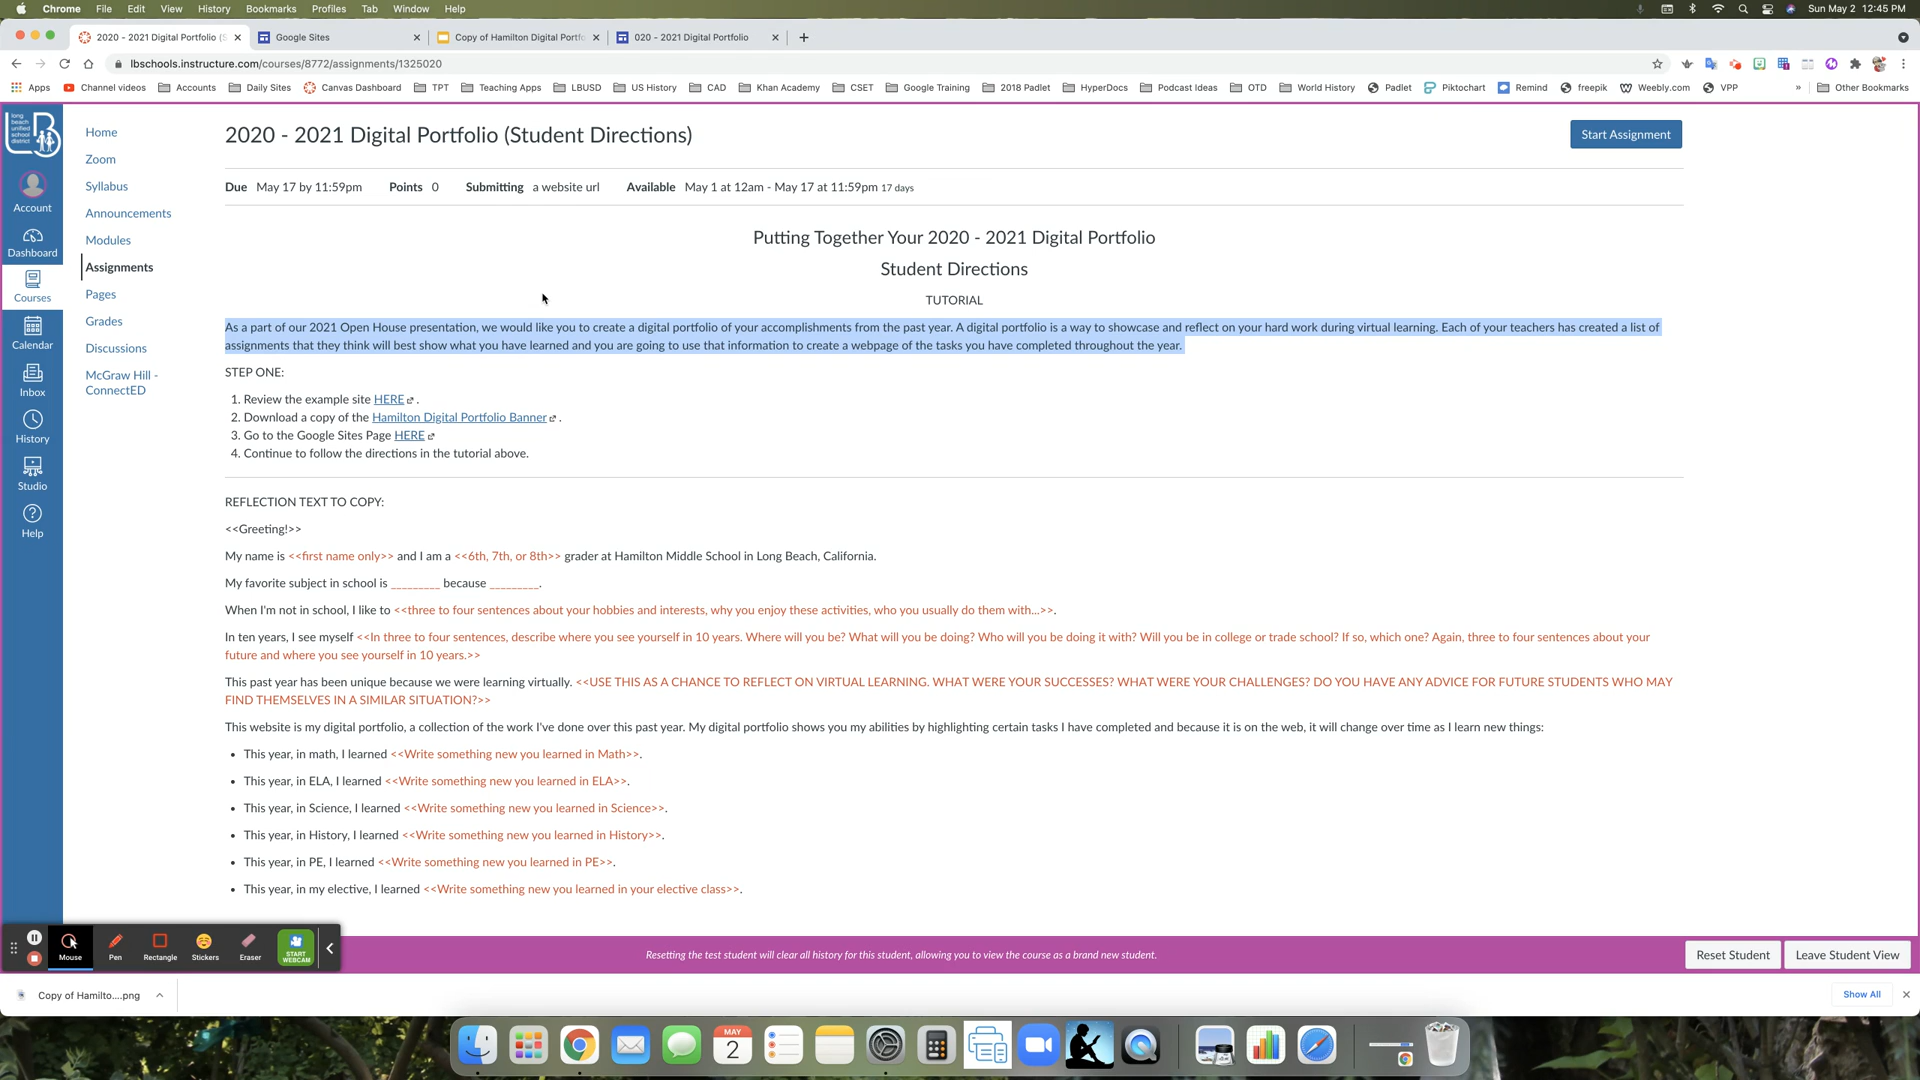 Chrome File Edit View History Bookmarks Profiles Tab Window Help Sun May 2 12:45 PM
2020 - 2021 Digital Portfolio (S Google Sites Copy of Hamilton Digital Portfo 020 - 2021 Digital Portfolio
lbschools.instructure.com/courses/8772/assignments/1325020
Apps Channel videos Accounts Daily Sites Canvas Dashboard TPT Teaching Apps LBUSD US History CAD Khan Academy CSET Google Training 2018 Padlet HyperDocs Podcast Ideas OTD World History Padlet Piktochart Remind freepik Weebly.com VPP » Other Bookmarks
long beach unified school district
Account
Dashboard
Courses
Calendar
Inbox
History
Studio
Help
Home
Zoom
Syllabus
Announcements
Modules
Assignments
Pages
Grades
Discussions
McGraw Hill -
ConnectED
2020 - 2021 Digital Portfolio (Student Directions)
Start Assignment
Due May 17 by 11:59pm Points 0 Submitting a website url Available May 1 at 12am - May 17 at 11:59pm 17 days
Putting Together Your 2020 - 2021 Digital Portfolio
Student Directions
TUTORIAL
As a part of our 2021 Open House presentation, we would like you to create a digital portfolio of your accomplishments from the past year. A digital portfolio is a way to showcase and reflect on your hard work during virtual learning. Each of your teachers has created a list of
assignments that they think will best show what you have learned and you are going to use that information to create a webpage of the tasks you have completed throughout the year.
STEP ONE:
1. Review the example site HERE .
2. Download a copy of the Hamilton Digital Portfolio Banner .
3. Go to the Google Sites Page HERE
4. Continue to follow the directions in the tutorial above.
REFLECTION TEXT TO COPY:
<<Greeting!>>
My name is <<first name only>> and I am a <<6th, 7th, or 8th>> grader at Hamilton Middle School in Long Beach, California.
My favorite subject in school is ________ because ________.
When I'm not in school, I like to <<three to four sentences about your hobbies and interests, why you enjoy these activities, who you usually do them with...>>.
In ten years, I see myself <<In three to four sentences, describe where you see yourself in 10 years. Where will you be? What will you be doing? Who will you be doing it with? Will you be in college or trade school? If so, which one? Again, three to four sentences about your
future and where you see yourself in 10 years.>>
This past year has been unique because we were learning virtually. <<USE THIS AS A CHANCE TO REFLECT ON VIRTUAL LEARNING. WHAT WERE YOUR SUCCESSES? WHAT WERE YOUR CHALLENGES? DO YOU HAVE ANY ADVICE FOR FUTURE STUDENTS WHO MAY
FIND THEMSELVES IN A SIMILAR SITUATION?>>
This website is my digital portfolio, a collection of the work I've done over this past year. My digital portfolio shows you my abilities by highlighting certain tasks I have completed and because it is on the web, it will change over time as I learn new things:
• This year, in math, I learned <<Write something new you learned in Math>>.
• This year, in ELA, I learned <<Write something new you learned in ELA>>.
• This year, in Science, I learned <<Write something new you learned in Science>>.
• This year, in History, I learned <<Write something new you learned in History>>.
• This year, in PE, I learned <<Write something new you learned in PE>>.
• This year, in my elective, I learned <<Write something new you learned in your elective class>>.
Mouse Pen Rectangle Stickers Eraser START WEBCAM
Resetting the test student will clear all history for this student, allowing you to view the course as a brand new student.
Reset Student Leave Student View
Copy of Hamilto....png Show All
MAY
2